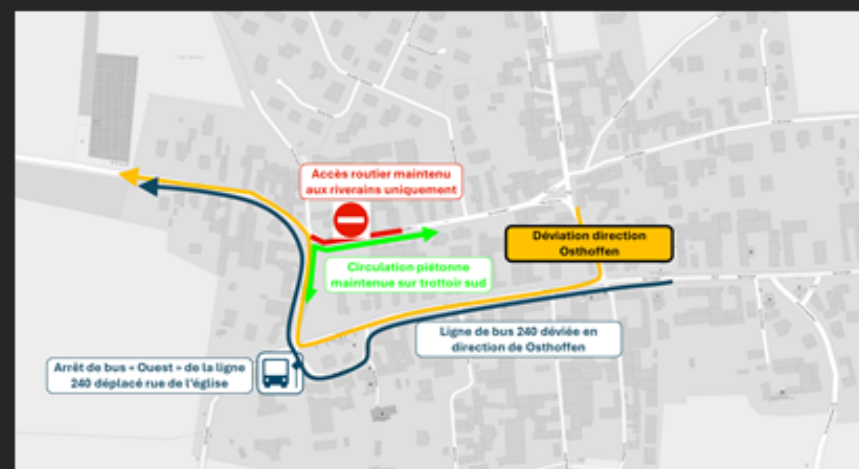 Accès routier maintenu
aux riverains uniquement
Déviation direction
Osthoffen
Circulation piétonne
maintenue sur trottoir sud
Ligne de bus 240 déviée en
direction de Osthoffen
Arrêt de bus « Ouest » de la ligne
240 déplacé rue de l'église